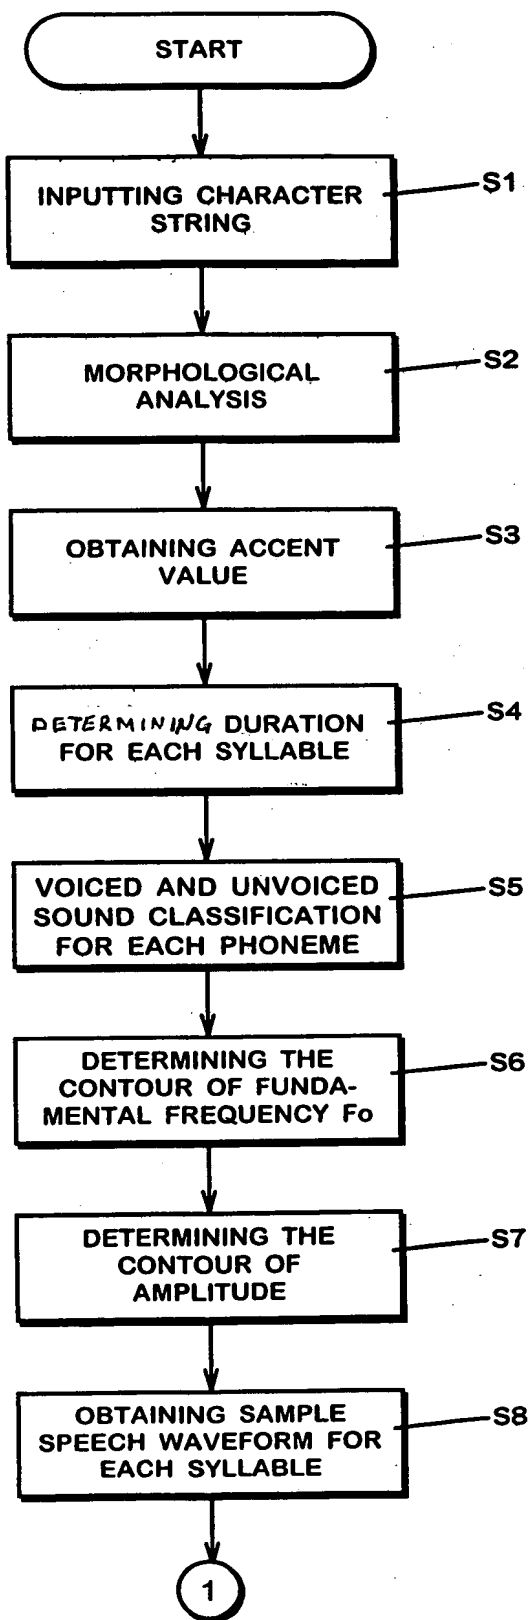 START
INPUTTING CHARACTER
STRING
S1
MORPHOLOGICAL
ANALYSIS
S2
OBTAINING ACCENT
VALUE
S3
DETERMINING DURATION
FOR EACH SYLLABLE
S4
VOICED AND UNVOICED
SOUND CLASSIFICATION
FOR EACH PHONEME
S5
DETERMINING THE
CONTOUR OF FUNDA-
MENTAL FREQUENCY Fo
S6
DETERMINING THE
CONTOUR OF
AMPLITUDE
S7
OBTAINING SAMPLE
SPEECH WAVEFORM FOR
EACH SYLLABLE
S8
1